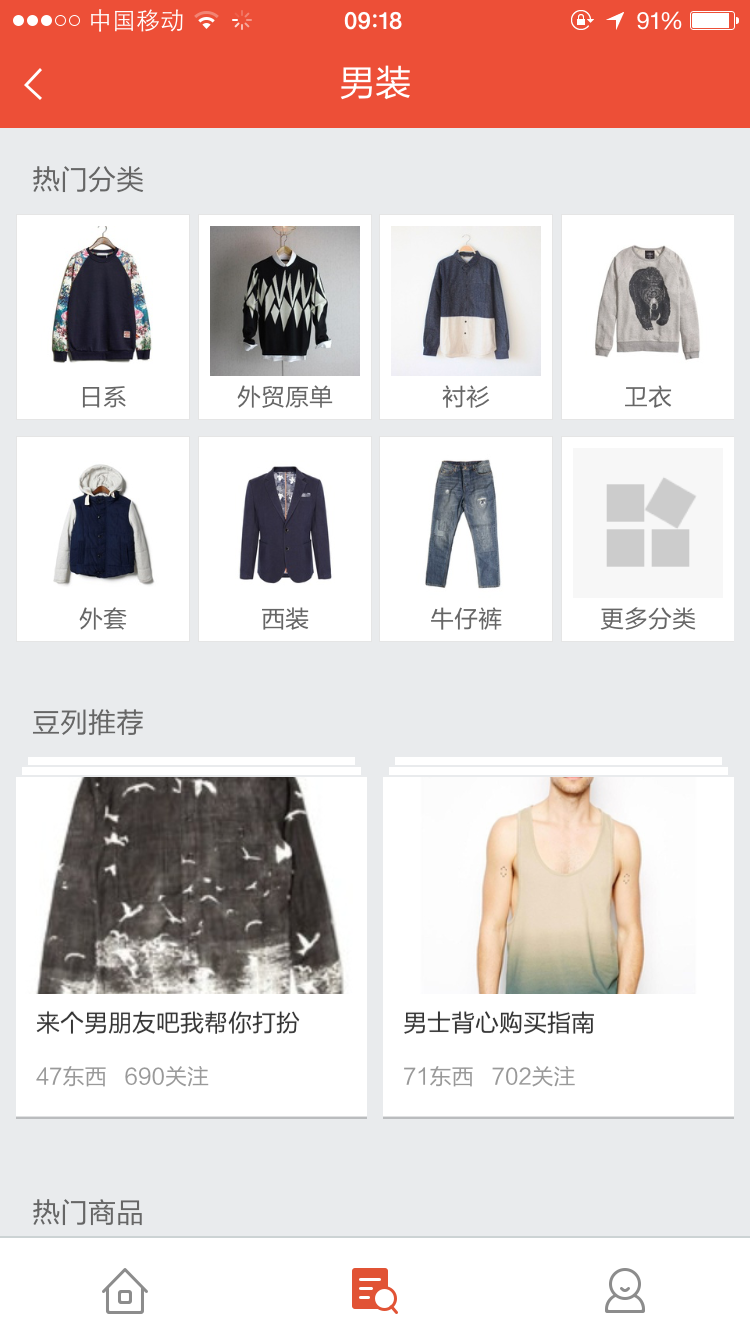 中国移动 09:18 91%
男装
热门分类
日系 外贸原单 衬衫 卫衣
外套 西装 牛仔裤 更多分类
豆列推荐
来个男朋友吧我帮你打扮 男士背心购买指南
47东西 690关注 71东西 702关注
热门商品